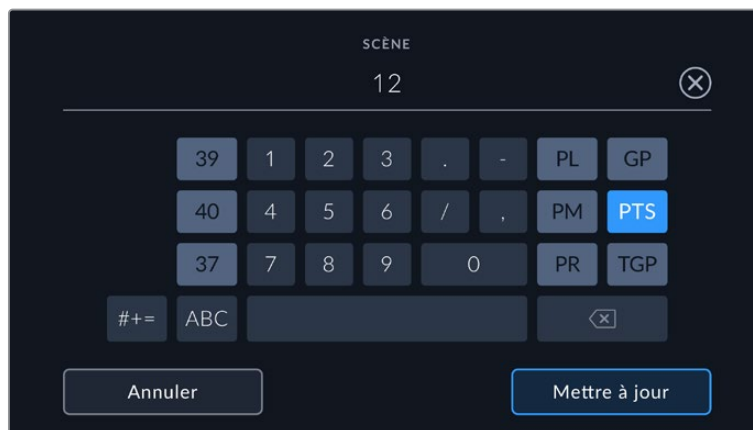 SCÈNE
12
39 1 2 3 . - PL GP
40 4 5 6 / , PM PTS
37 7 8 9 0 PR TGP
#+= ABC
Annuler Mettre à jour